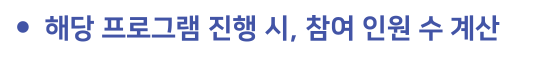 • 해당 프로그램 진행 시, 참여 인원 수 계산